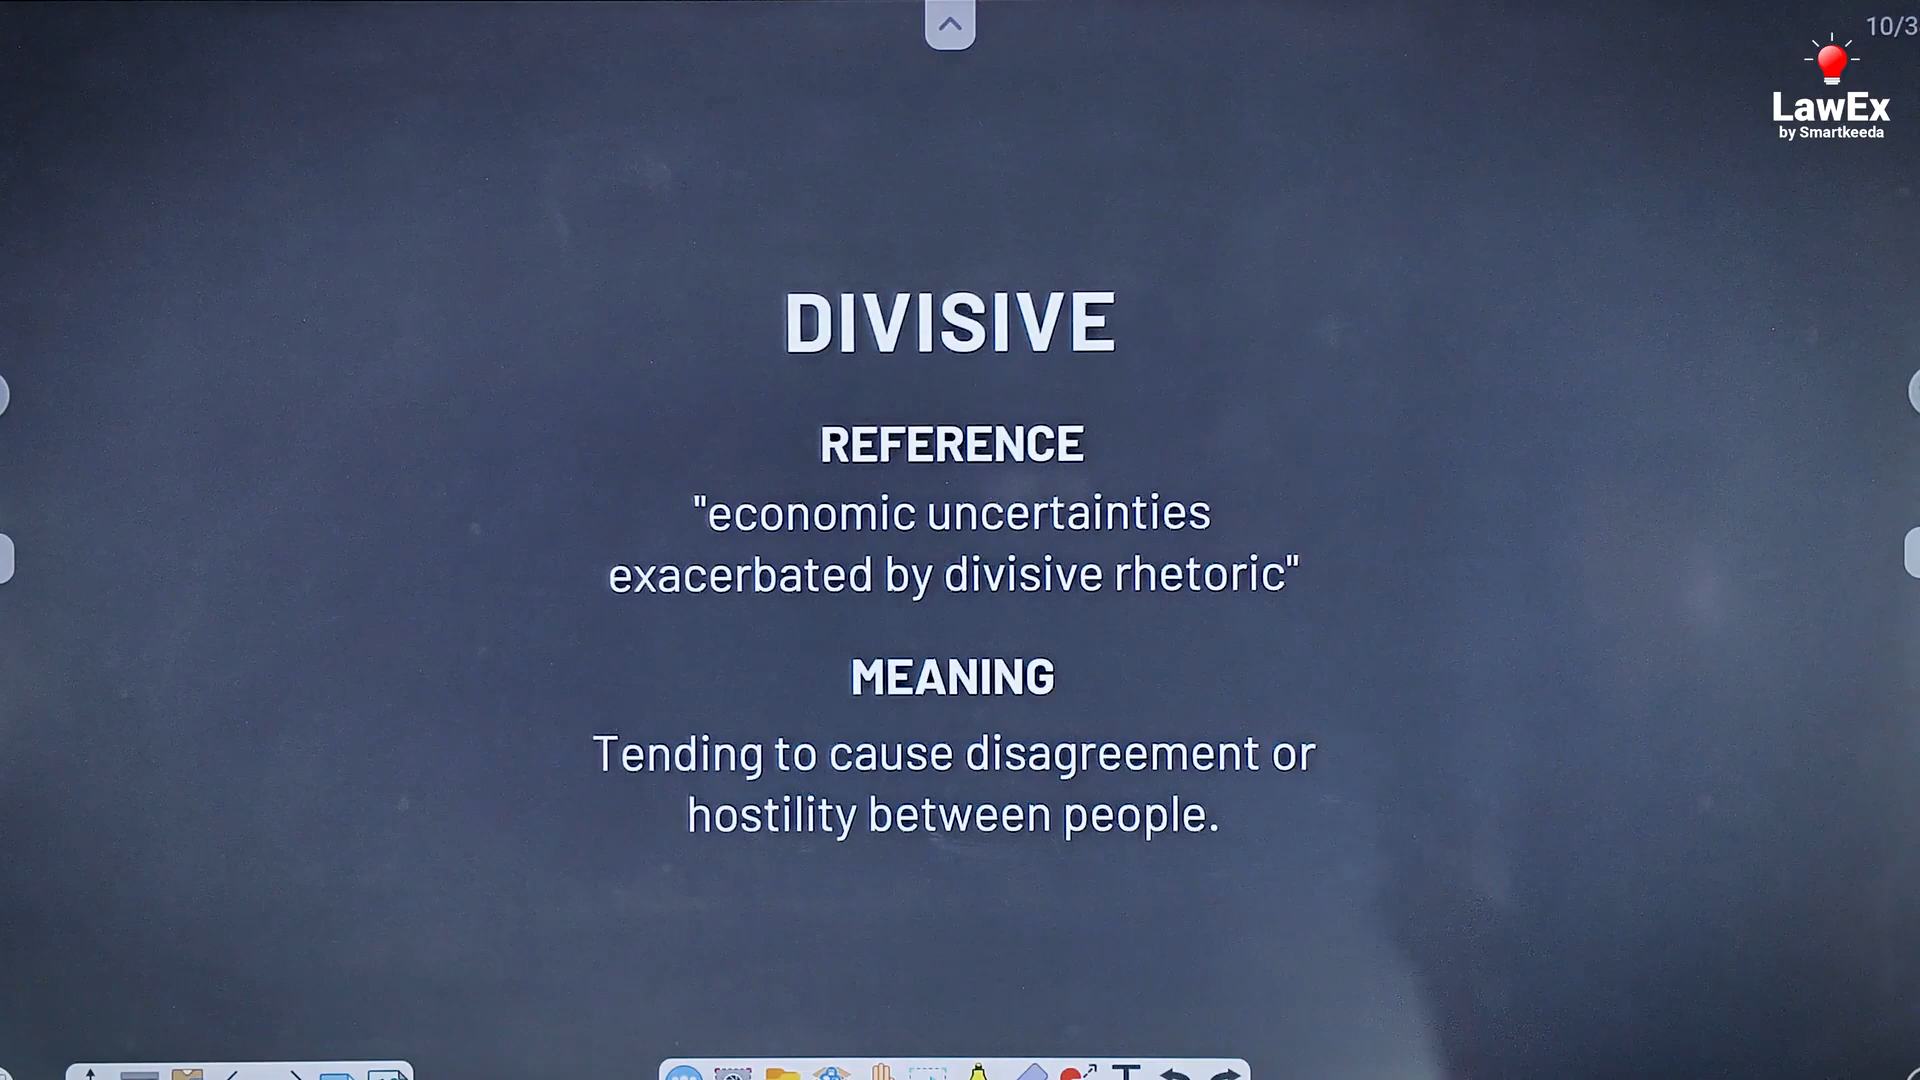 10/3
LawEx
by Smartkeeda
DIVISIVE
REFERENCE
"economic uncertainties
exacerbated by divisive rhetoric"
MEANING
Tending to cause disagreement or
hostility between people.